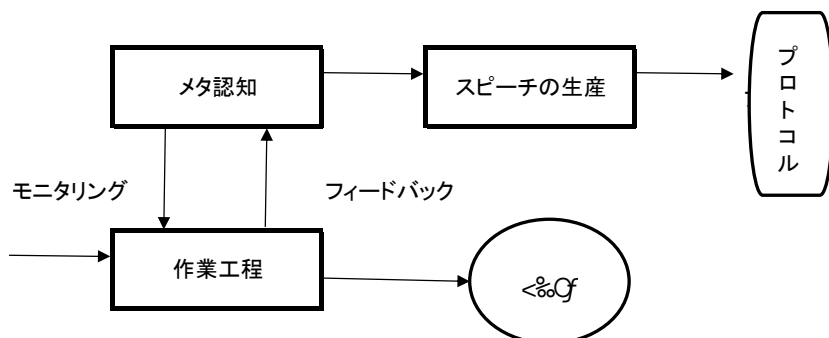 メタ認知
スピーチの生産
プロトコル
モニタリング
フィードバック
作業工程